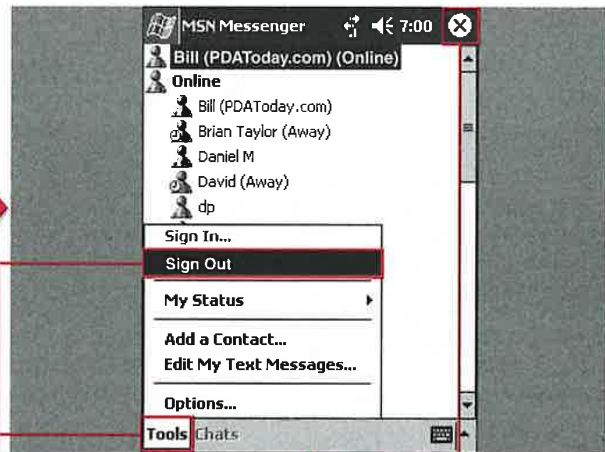 MSN Messenger 7:00
Bill (PDAToday.com) (Online)
Online
Bill (PDAToday.com)
Brian Taylor (Away)
Daniel M
David (Away)
dp
Sign In...
Sign Out
My Status
Add a Contact...
Edit My Text Messages...
Options...
Tools Chats